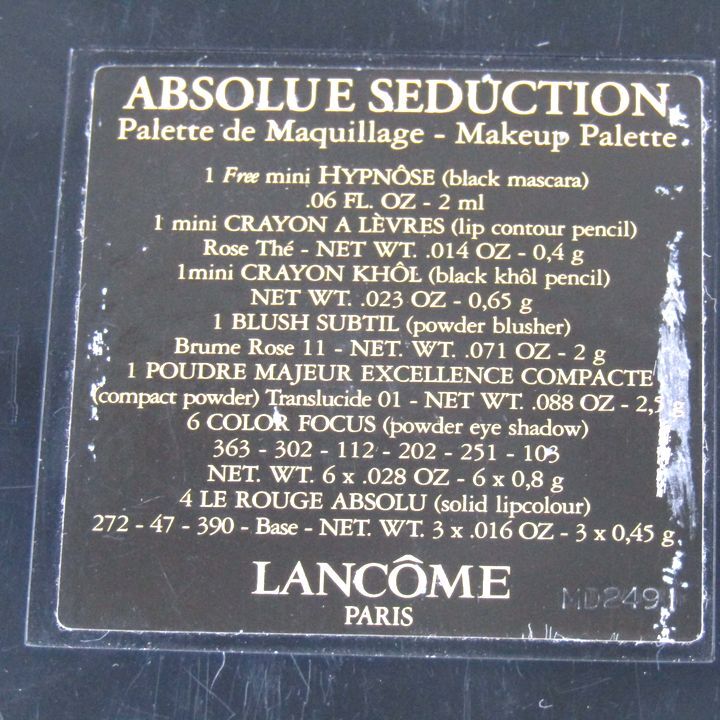 ABSOLUE SEDUCTION
Palette de Maquillage - Makeup Palette
1 Free mini HYPNÔSE (black mascara)
.06 FL. OZ - 2 ml
1 mini CRAYON A LÈVRES (lip contour pencil)
Rose Thé - NET WT. .014 OZ - 0,4 g
1mini CRAYON KHÔL (black khôl pencil)
NET WT. .023 OZ - 0,65 g
1 BLUSH SUBTIL (powder blusher)
Brume Rose 11 - NET. WT. .071 OZ - 2 g
1 POUDRE MAJEUR EXCELLENCE COMPACTE
(compact powder) Translucide 01 - NET WT. .088 OZ - 2,5 g
6 COLOR FOCUS (powder eye shadow)
363 - 302 - 112 - 202 - 251 - 103
NET. WT. 6 x .028 OZ - 6 x 0,8 g
4 LE ROUGE ABSOLU (solid lipcolour)
272 - 47 - 390 - Base - NET. WT. 3 x .016 OZ - 3 x 0,45 g
LANCÔME
PARIS